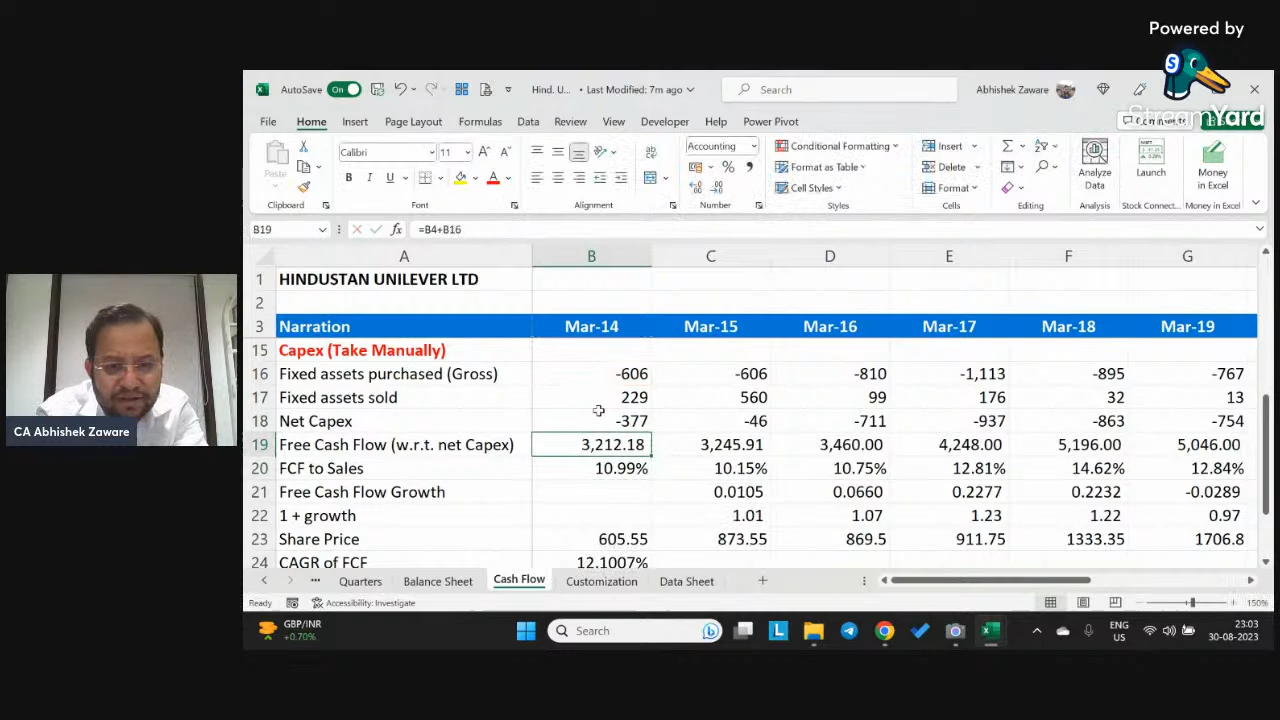 Powered by
StreamYard
AutoSave On Hind. U... • Last Modified: 7m ago Search Abhishek Zaware
File Home Insert Page Layout Formulas Data Review View Developer Help Power Pivot Comments
Paste Calibri 11 Accounting Conditional Formatting Insert
Format as Table Delete
Cell Styles Format
Analyze Data Launch Money in Excel
Clipboard Font Alignment Number Styles Cells Editing Analysis Stock Connect... Money in Excel
B19 fx =B4+B16
A B C D E F G
1 HINDUSTAN UNILEVER LTD
2
3 Narration Mar-14 Mar-15 Mar-16 Mar-17 Mar-18 Mar-19
15 Capex (Take Manually)
16 Fixed assets purchased (Gross) -606 -606 -810 -1,113 -895 -767
17 Fixed assets sold 229 560 99 176 32 13
18 Net Capex -377 -46 -711 -937 -863 -754
19 Free Cash Flow (w.r.t. net Capex) 3,212.18 3,245.91 3,460.00 4,248.00 5,196.00 5,046.00
20 FCF to Sales 10.99% 10.15% 10.75% 12.81% 14.62% 12.84%
21 Free Cash Flow Growth 0.0105 0.0660 0.2277 0.2232 -0.0289
22 1 + growth 1.01 1.07 1.23 1.22 0.97
23 Share Price 605.55 873.55 869.5 911.75 1333.35 1706.8
24 CAGR of FCF 12.1007%
CA Abhishek Zaware
... Quarters Balance Sheet Cash Flow Customization Data Sheet
Ready Accessibility: Investigate 150%
GBP/INR
+0.70%
Search
ENG
US
23:03
30-08-2023